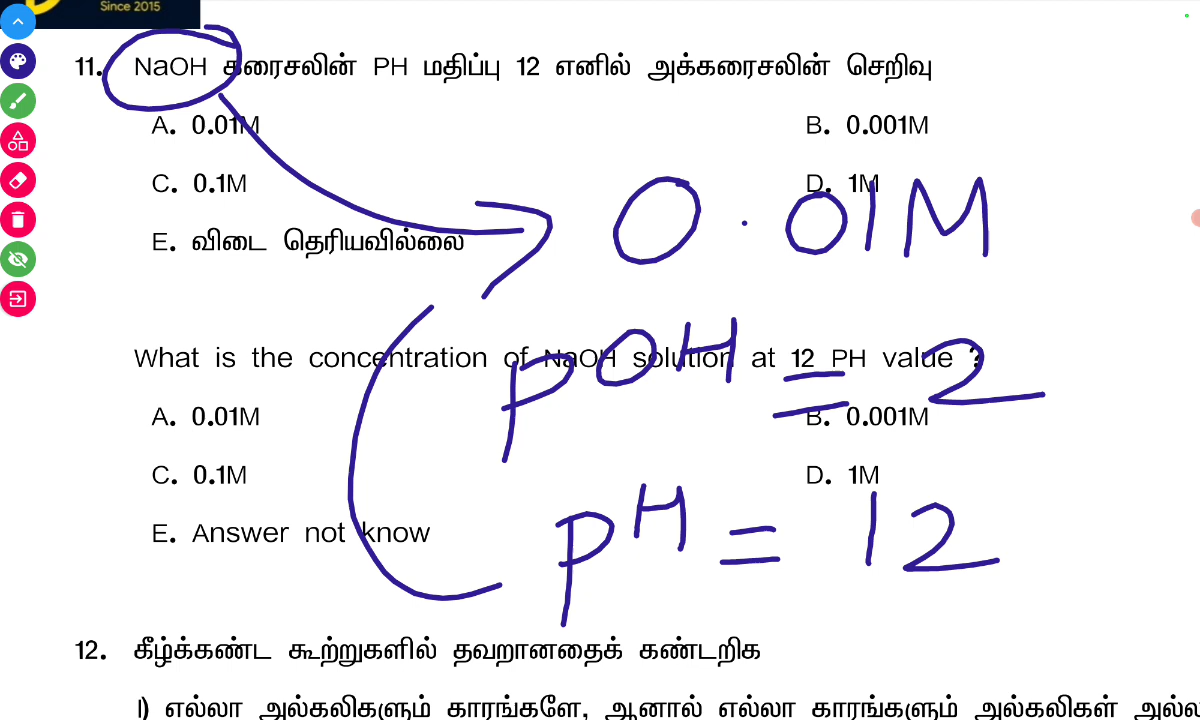 Since 2015
11. NaOH கரைசலின் PH மதிப்பு 12 எனில் அக்கரைசலின் செறிவு
A. 0.01M B. 0.001M
C. 0.1M D. 1M
0.01M
E. விடை தெரியவில்லை
What is the concentration of NaOH solution at 12 PH value ?
pOH = 2
A. 0.01M B. 0.001M
C. 0.1M D. 1M
E. Answer not know
pH = 12
12. கீழ்க்கண்ட கூற்றுகளில் தவறானதைக் கண்டறிக
I) எல்லா அல்கலிகளும் காரங்களே, ஆனால் எல்லா காரங்களும் அல்கலிகள்